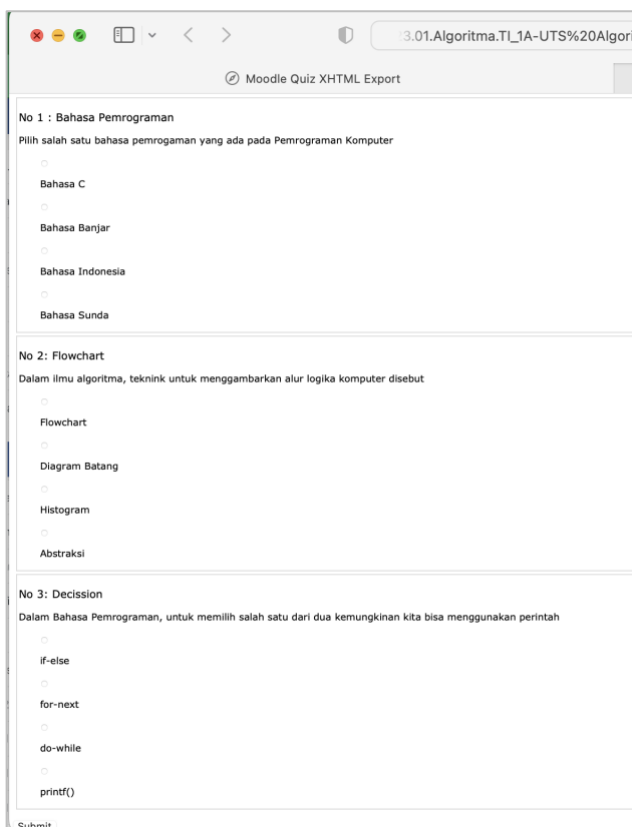 3.01.Algoritma.TI_1A-UTS%20Algori
Moodle Quiz XHTML Export
No 1 : Bahasa Pemrograman
Pilih salah satu bahasa pemrogaman yang ada pada Pemrograman Komputer
Bahasa C
Bahasa Banjar
Bahasa Indonesia
Bahasa Sunda
No 2: Flowchart
Dalam ilmu algoritma, teknink untuk menggambarkan alur logika komputer disebut
Flowchart
Diagram Batang
Histogram
Abstraksi
No 3: Decission
Dalam Bahasa Pemrograman, untuk memilih salah satu dari dua kemungkinan kita bisa menggunakan perintah
if-else
for-next
do-while
printf()
Submit